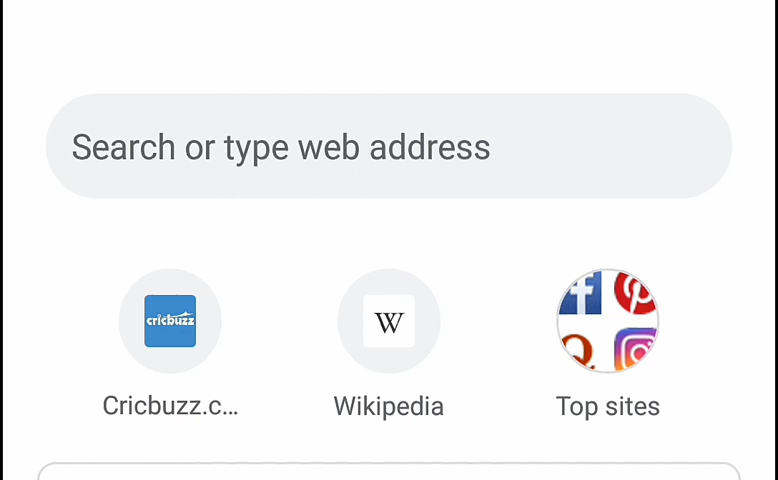 Search or type web address
cricbuzz
W
Cricbuzz.c...
Wikipedia
Top sites